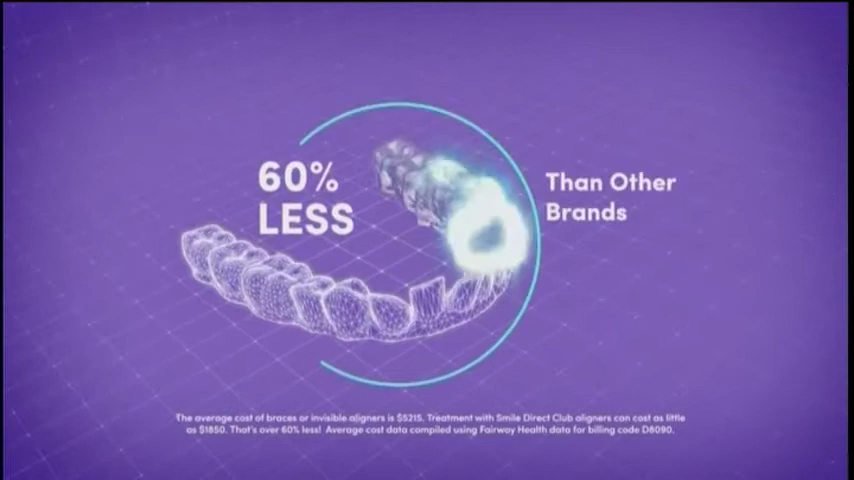 60%
LESS
Than Other
Brands
The average cost of braces or invisible aligners is $5215. Treatment with Smile Direct Club aligners can cost as little
as $1850. That's over 60% less! Average cost data compiled using Fairway Health data for billing code D8090.